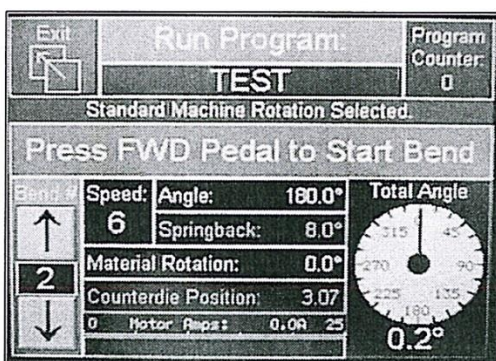 Exit
Run Program:
TEST
Program
Counter:
0
Standard Machine Rotation Selected.
Press FWD Pedal to Start Bend
Bend #
2
Speed:
6
Angle: 180.0°
Springback: 8.0°
Material Rotation: 0.0°
Counterdie Position: 3.07
0 Motor Amps: 0.0A 25
Total Angle
0
45
90
135
180
225
270
315
0.2°